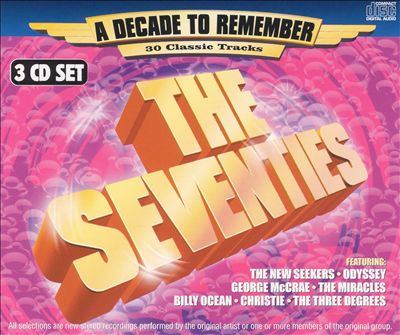 A DECADE TO REMEMBER
30 Classic Tracks
COMPACT
disc
DIGITAL AUDIO
3 CD SET
THE
SEVENTIES
FEATURING:
THE NEW SEEKERS • ODYSSEY
GEORGE McCRAE • THE MIRACLES
BILLY OCEAN • CHRISTIE • THE THREE DEGREES
All selections are new stereo recordings performed by the original artist or one or more members of the original group.